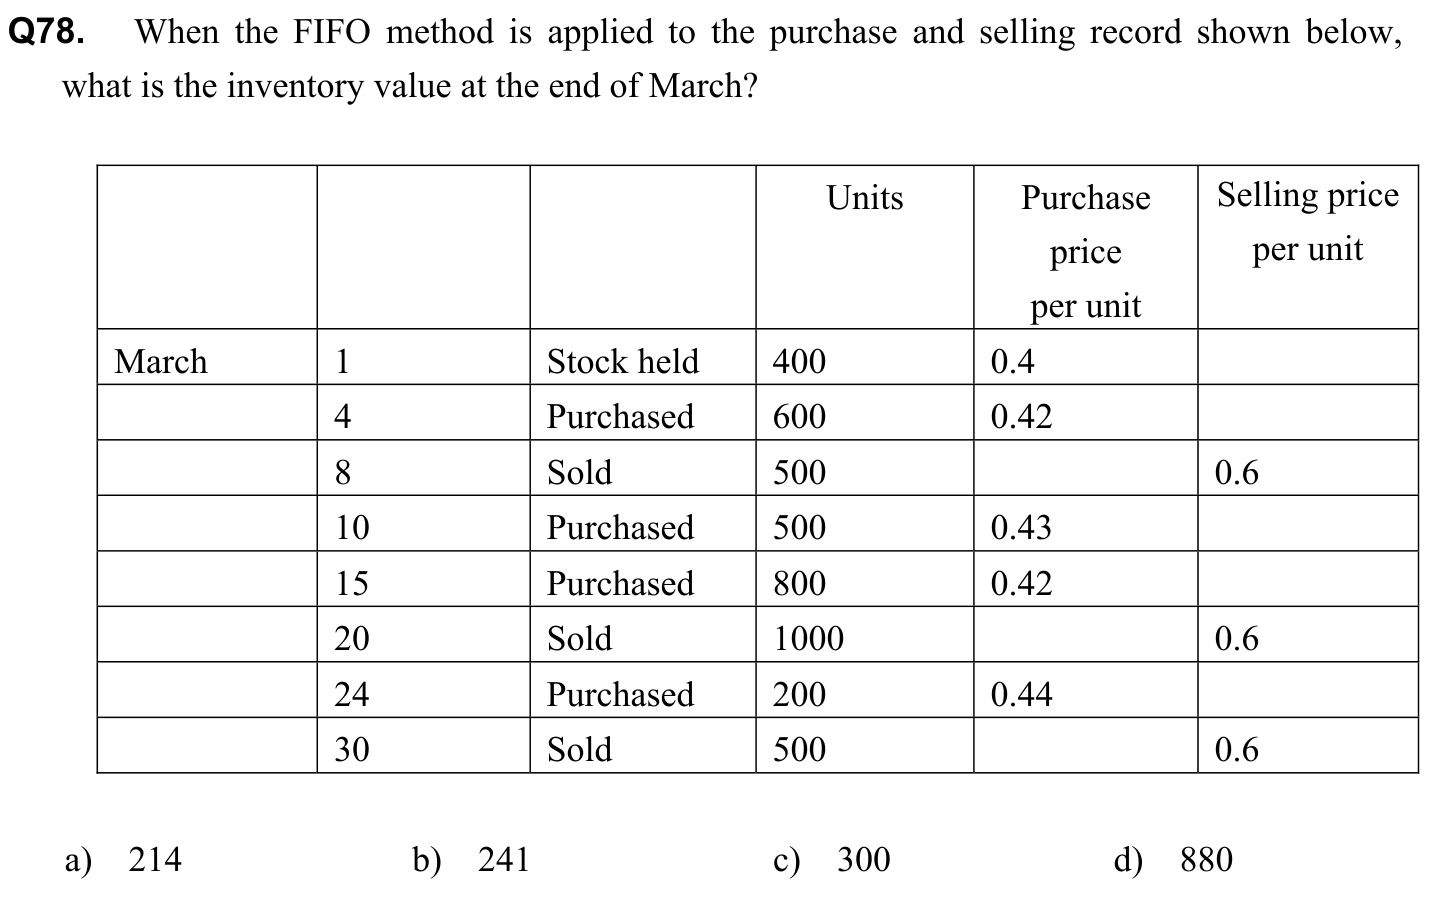 Q78. When the FIFO method is applied to the purchase and selling record shown below,
what is the inventory value at the end of March?
Units Purchase price per unit Selling price per unit
March 1 Stock held 400 0.4
4 Purchased 600 0.42
8 Sold 500 0.6
10 Purchased 500 0.43
15 Purchased 800 0.42
20 Sold 1000 0.6
24 Purchased 200 0.44
30 Sold 500 0.6
a) 214 b) 241 c) 300 d) 880